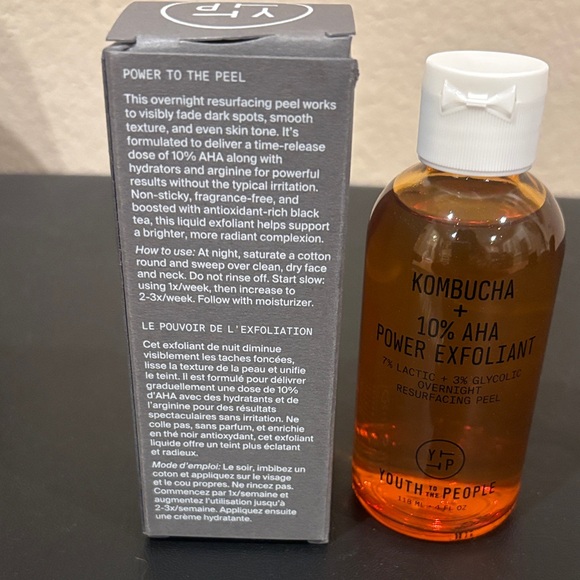 YTTP
POWER TO THE PEEL
This overnight resurfacing peel works
to visibly fade dark spots, smooth
texture, and even skin tone. It's
formulated to deliver a time-release
dose of 10% AHA along with
hydrators and arginine for powerful
results without the typical irritation.
Non-sticky, fragrance-free, and
boosted with antioxidant-rich black
tea, this liquid exfoliant helps support
a brighter, more radiant complexion.
How to use: At night, saturate a cotton
round and sweep over clean, dry face
and neck. Do not rinse off. Start slow:
using 1x/week, then increase to
2-3x/week. Follow with moisturizer.
LE POUVOIR DE L'EXFOLIATION
Cet exfoliant de nuit diminue
visiblement les taches foncées,
lisse la texture de la peau et unifie
le teint. Il est formulé pour délivrer
graduellement une dose de 10%
d'AHA avec des hydratants et de
l'arginine pour des résultats
spectaculaires sans irritation. Ne
colle pas, sans parfum, et enrichie
en thé noir antioxydant, cet exfoliant
liquide offre un teint plus éclatant
et radieux.
Mode d'emploi: Le soir, imbibez un
coton et appliquez sur le visage
et le cou propres. Ne rincez pas.
Commencez par 1x/semaine et
augmentez l'utilisation jusqu'à
2-3x/semaine. Appliquez ensuite
une crème hydratante.
KOMBUCHA
+
10% AHA
POWER EXFOLIANT
7% LACTIC + 3% GLYCOLIC
OVERNIGHT
RESURFACING PEEL
YTTP
YOUTH TO THE PEOPLE
118 ML - 4 FL OZ